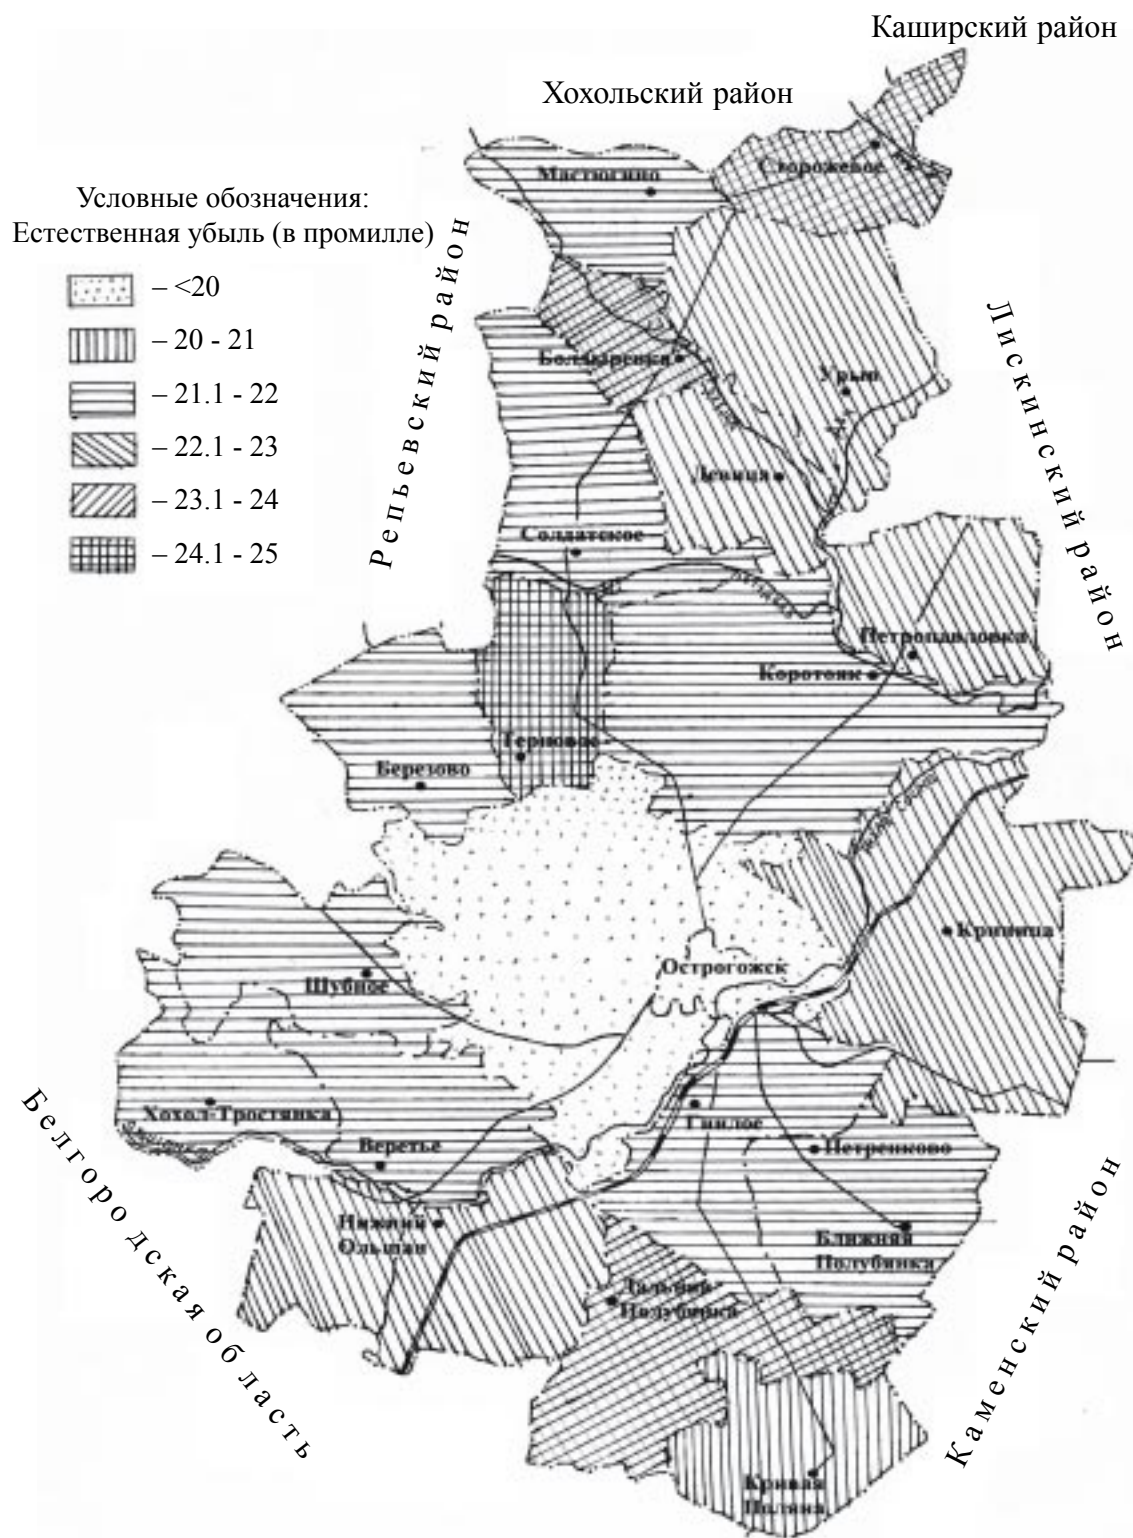 Каширский район
Хохольский район
Условные обозначения:
Естественная убыль (в промилле)
– <20
– 20 - 21
– 21.1 - 22
– 22.1 - 23
– 23.1 - 24
– 24.1 - 25
Репьевский район
Лискинский район
Белгородская область
Каменский район
Мастюгино
Сторожевое
Болдыревка
Урыв
Девица
Солдатское
Петропавловка
Коротояк
Терновое
Березово
Криница
Острогожск
Шубное
Хохол-Тростянка
Гнилое
Веретье
Петренково
Нижний
Ольшан
Ближняя
Полубянка
Дальняя
Полубянка
Кривая
Поляна